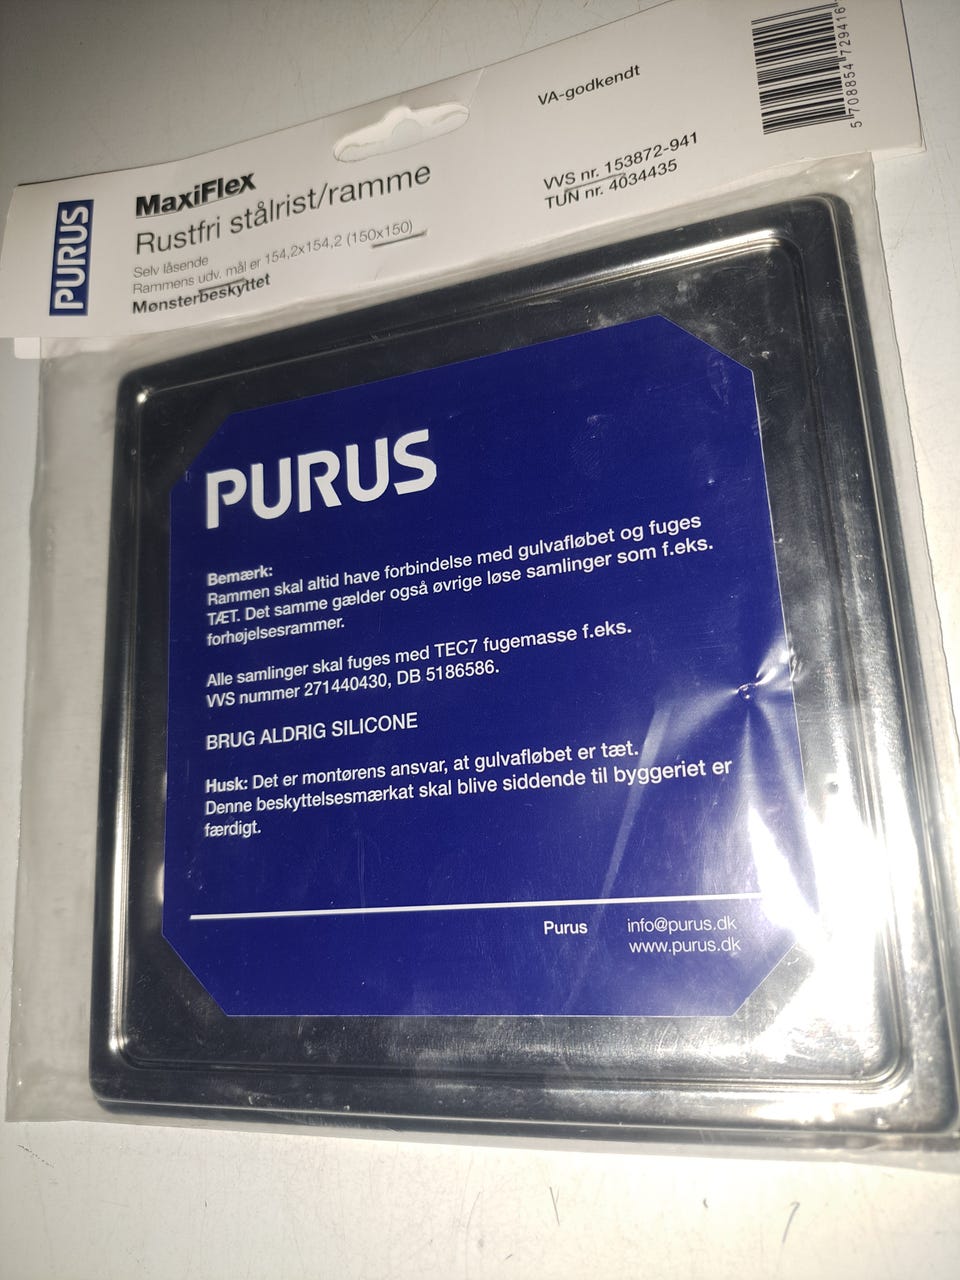 PURUS
MaxiFlex
Rustfri stålrist/ramme
Selv låsende
Rammens udv. mål er 154,2x154,2 (150x150)
Mønsterbeskyttet
VA-godkendt
VVS nr. 153872-941
TUN nr. 4034435
5 708854 729416
PURUS
Bemærk:
Rammen skal altid have forbindelse med gulvafløbet og fuges
TÆT. Det samme gælder også øvrige løse samlinger som f.eks.
forhøjelsesrammer.
Alle samlinger skal fuges med TEC7 fugemasse f.eks.
VVS nummer 271440430, DB 5186586.
BRUG ALDRIG SILICONE
Husk: Det er montørens ansvar, at gulvafløbet er tæt.
Denne beskyttelsesmærkat skal blive siddende til byggeriet er
færdigt.
Purus info@purus.dk
www.purus.dk